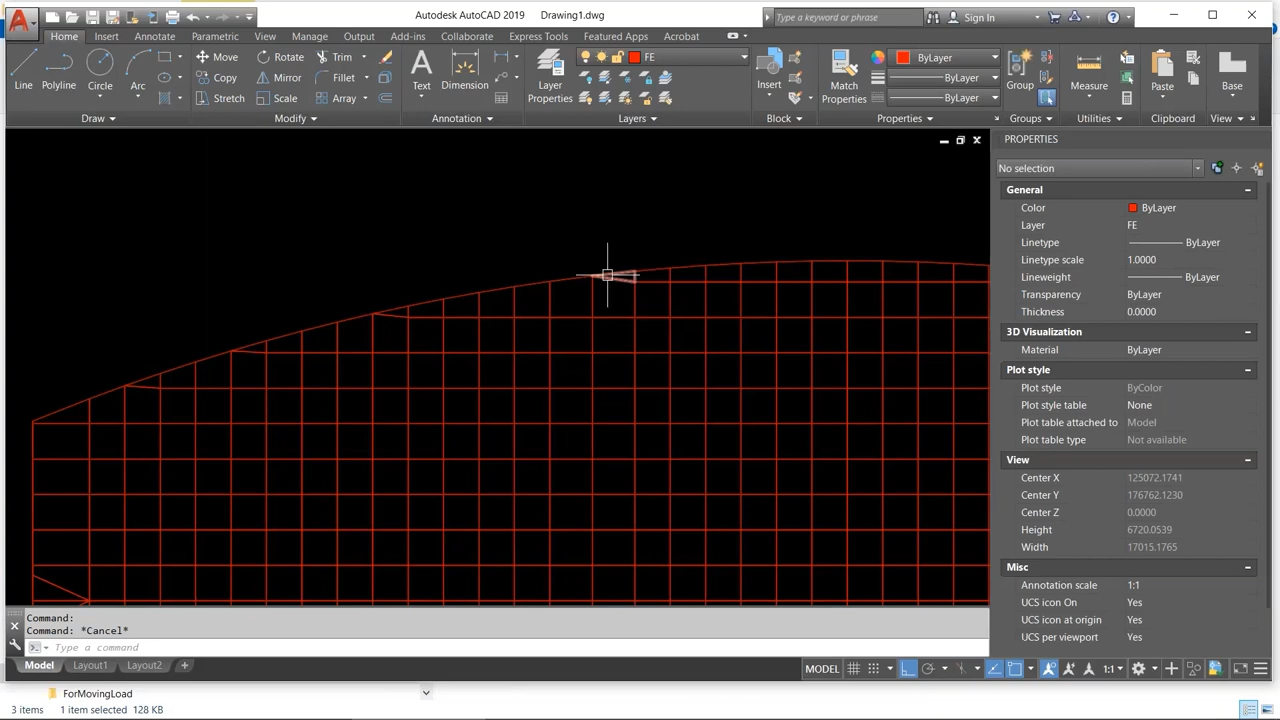 Autodesk AutoCAD 2019 Drawing1.dwg
Type a keyword or phrase
Sign In
Home Insert Annotate Parametric View Manage Output Add-ins Collaborate Express Tools Featured Apps Acrobat
Line Polyline Circle Arc
Move Rotate Trim
Copy Mirror Fillet
Stretch Scale Array
Text Dimension
Layer
Properties
FE
Insert
Match
Properties
ByLayer
ByLayer
ByLayer
Group
Measure
Paste
Base
Draw Modify Annotation Layers Block Properties Groups Utilities Clipboard View
PROPERTIES
No selection
General
Color ByLayer
Layer FE
Linetype ByLayer
Linetype scale 1.0000
Lineweight ByLayer
Transparency ByLayer
Thickness 0.0000
3D Visualization
Material ByLayer
Plot style
Plot style ByColor
Plot style table None
Plot table attached to Model
Plot table type Not available
View
Center X 125072.1741
Center Y 176762.1230
Center Z 0.0000
Height 6720.0539
Width 17015.1765
Misc
Annotation scale 1:1
UCS icon On Yes
UCS icon at origin Yes
UCS per viewport Yes
Command:
Command: *Cancel*
Type a command
Model Layout1 Layout2 +
MODEL 1:1
ForMovingLoad
3 items 1 item selected 128 KB